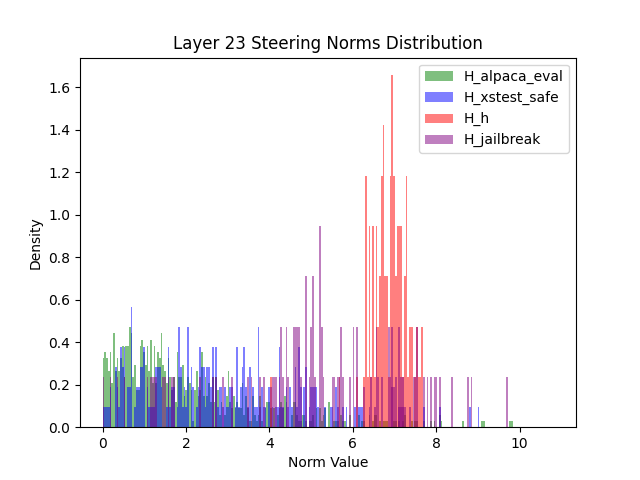 Layer 23 Steering Norms Distribution
H_alpaca_eval
H_xstest_safe
H_h
H_jailbreak
Density
1.6
1.4
1.2
1.0
0.8
0.6
0.4
0.2
0.0
0 2 4 6 8 10
Norm Value